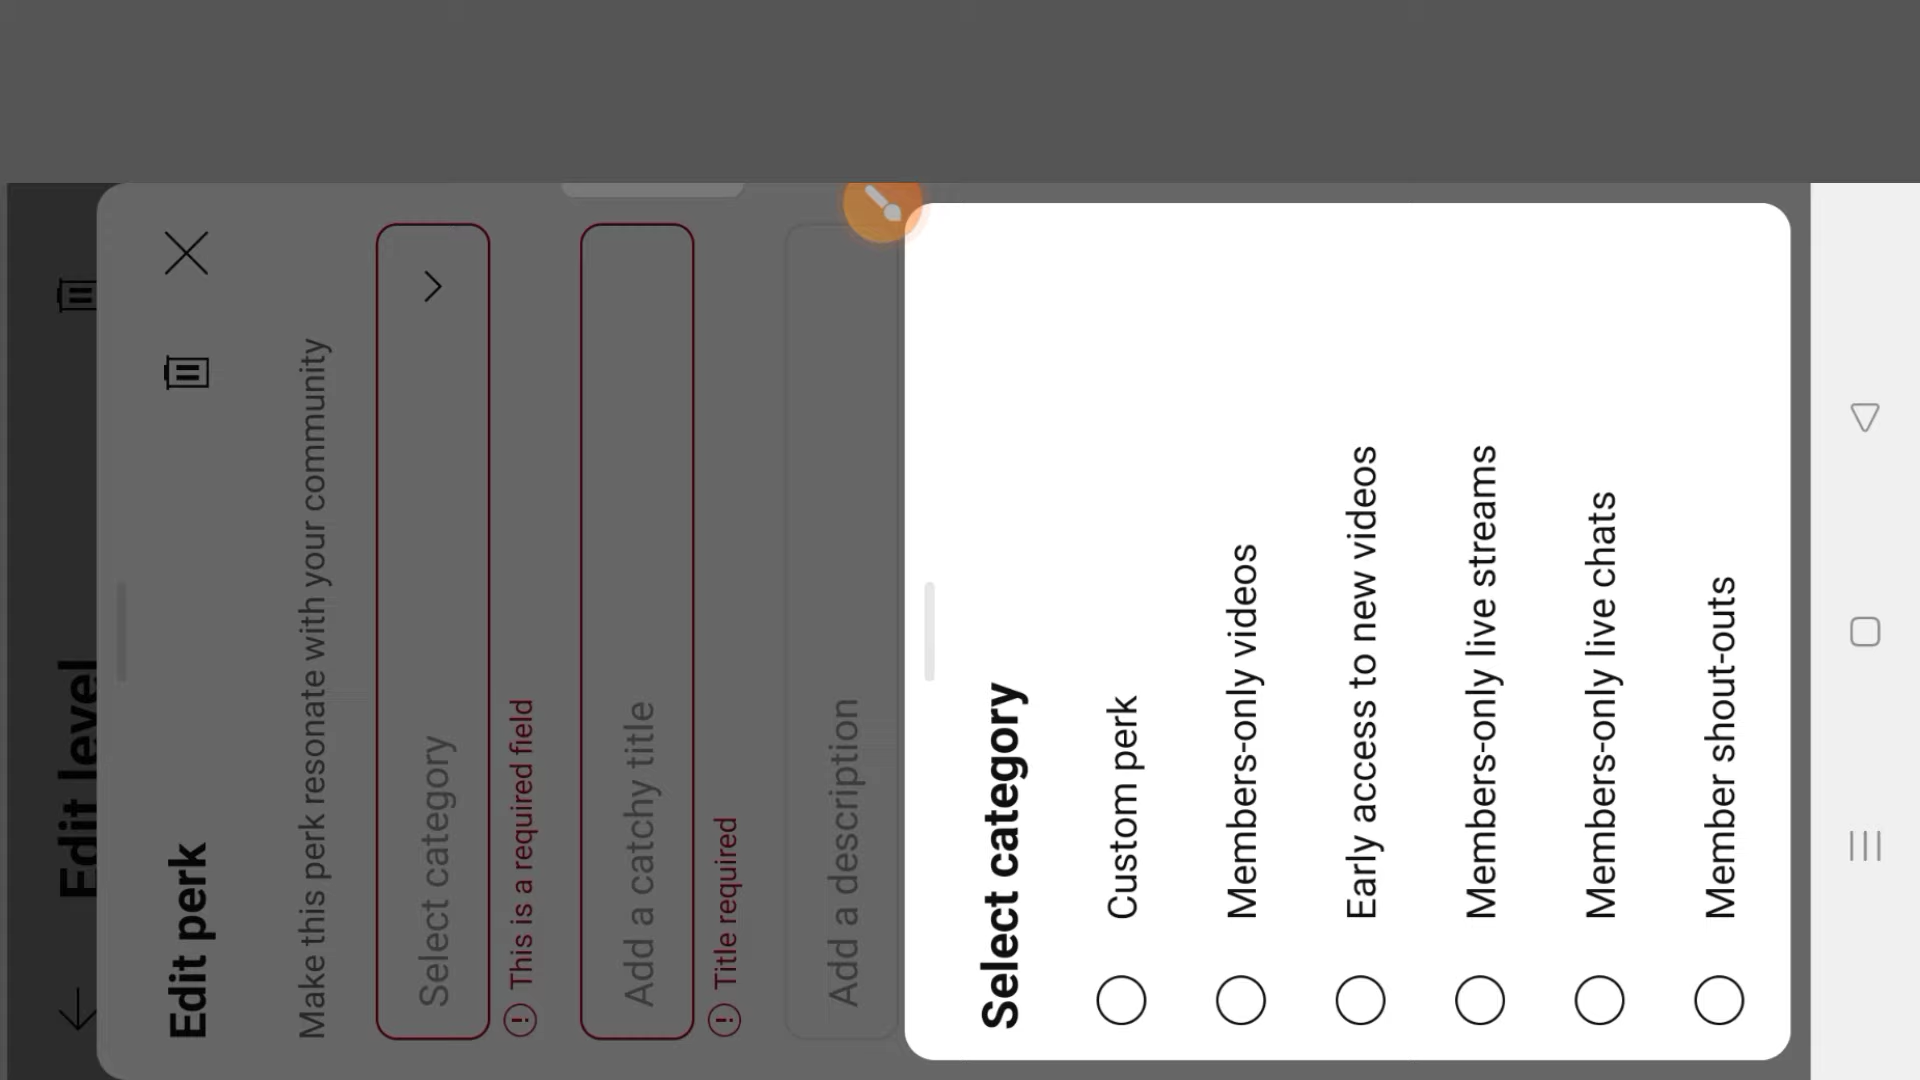 Edit level
Edit perk
Make this perk resonate with your community
Select category
This is a required field
Add a catchy title
Title required
Add a description
Select category
Custom perk
Members-only videos
Early access to new videos
Members-only live streams
Members-only live chats
Member shout-outs